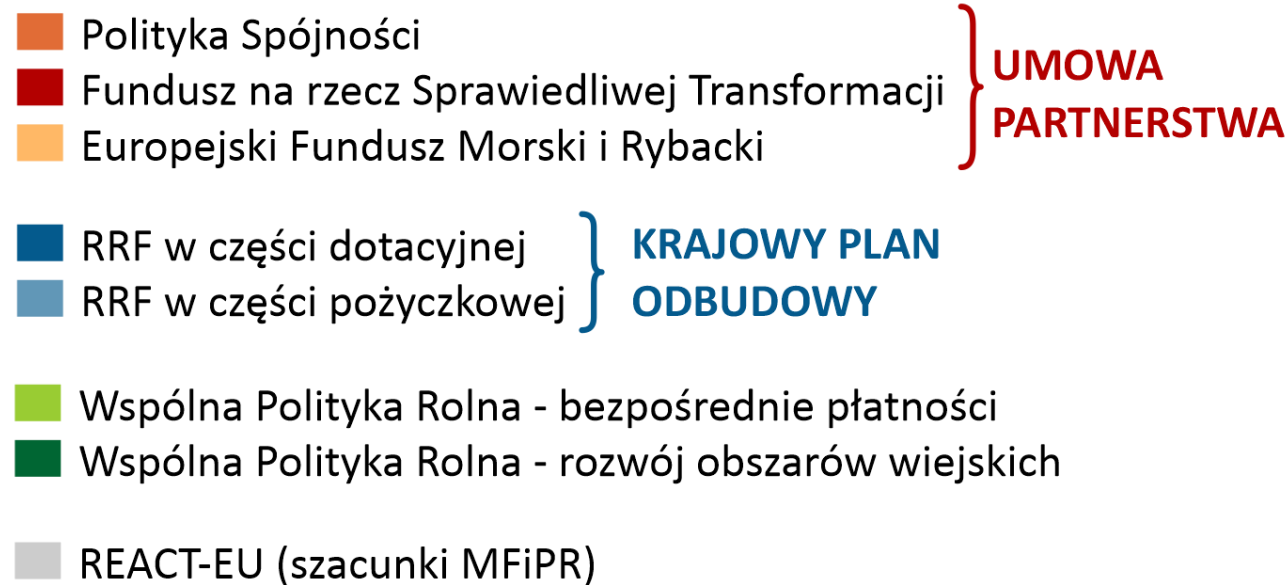 Polityka Spójności
Fundusz na rzecz Sprawiedliwej Transformacji
Europejski Fundusz Morski i Rybacki
UMOWA
PARTNERSTWA
RRF w części dotacyjnej
RRF w części pożyczkowej
KRAJOWY PLAN
ODBUDOWY
Wspólna Polityka Rolna - bezpośrednie płatności
Wspólna Polityka Rolna - rozwój obszarów wiejskich
REACT-EU (szacunki MFiPR)